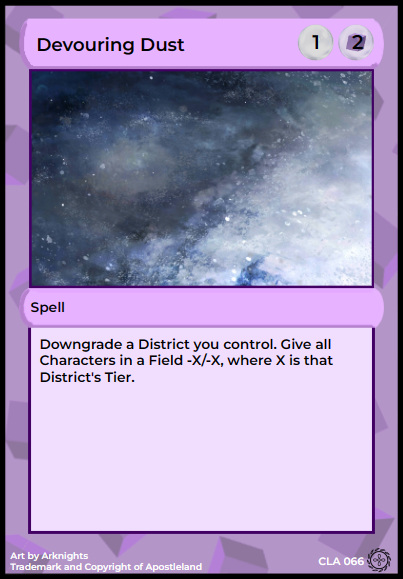 Devouring Dust 1 2
Spell
Downgrade a District you control. Give all
Characters in a Field -X/-X, where X is that
District's Tier.
Art by Arknights
Trademark and Copyright of Apostleland
CLA 066